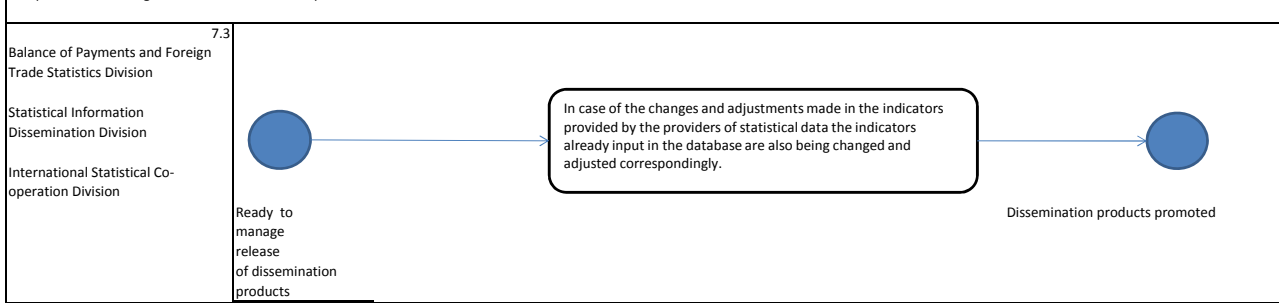 7.3
Balance of Payments and Foreign
Trade Statistics Division
Statistical Information
Dissemination Division
International Statistical Co-
operation Division
In case of the changes and adjustments made in the indicators
provided by the providers of statistical data the indicators
already input in the database are also being changed and
adjusted correspondingly.
Ready to
manage
release
of dissemination
products
Dissemination products promoted